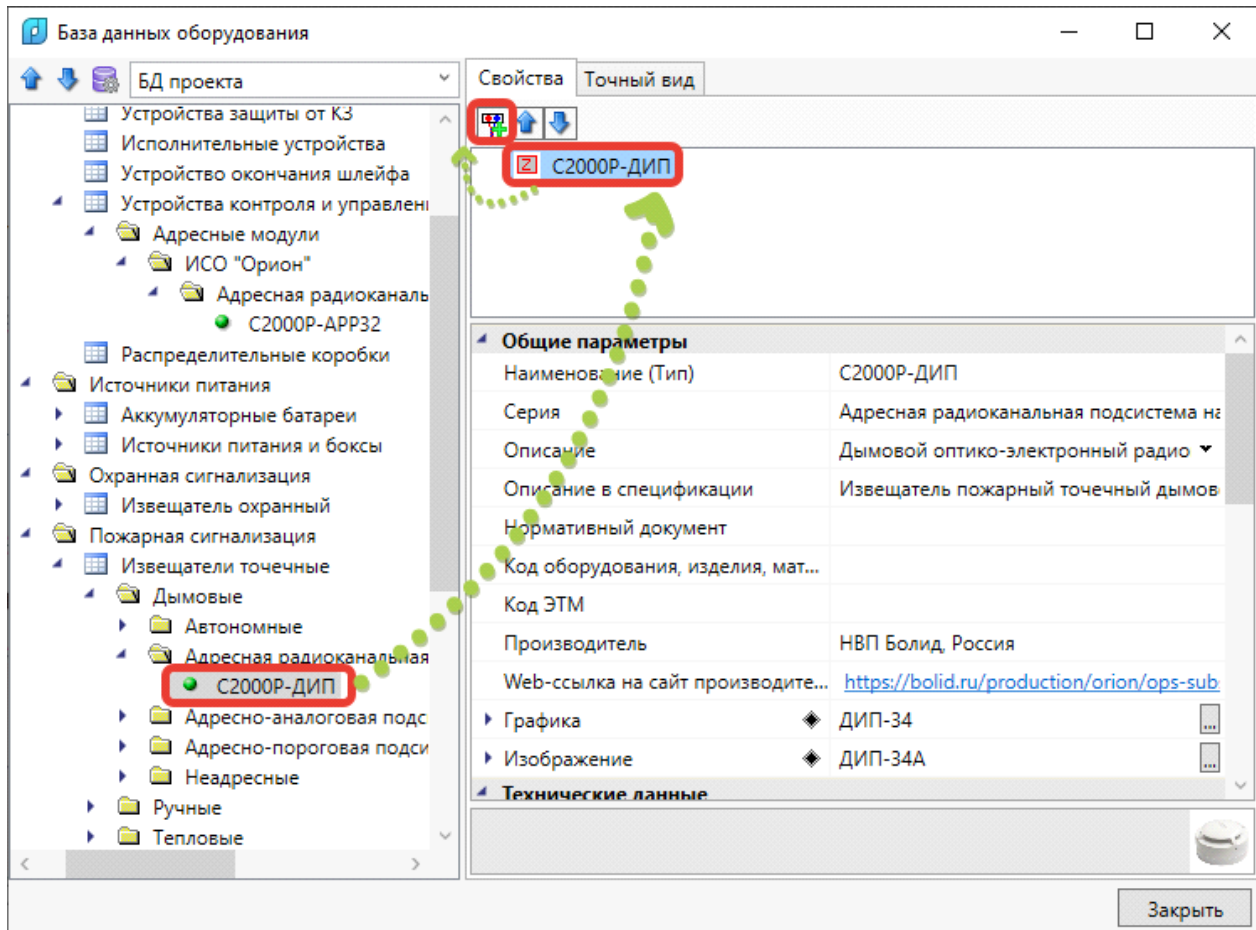 База данных оборудования
БД проекта
Устройства защиты от КЗ
Исполнительные устройства
Устройство окончания шлейфа
Устройства контроля и управлени
Адресные модули
ИСО "Орион"
Адресная радиоканаль
С2000Р-АРР32
Распределительные коробки
Источники питания
Аккумуляторные батареи
Источники питания и боксы
Охранная сигнализация
Извещатель охранный
Пожарная сигнализация
Извещатели точечные
Дымовые
Автономные
Адресная радиоканальная
С2000Р-ДИП
Адресно-аналоговая подс
Адресно-пороговая подси
Неадресные
Ручные
Тепловые
Свойства
Точный вид
С2000Р-ДИП
Общие параметры
Наименование (Тип) С2000Р-ДИП
Серия Адресная радиоканальная подсистема на
Описание Дымовой оптико-электронный радио
Описание в спецификации Извещатель пожарный точечный дымов
Нормативный документ
Код оборудования, изделия, мат...
Код ЭТМ
Производитель НВП Болид, Россия
Web-ссылка на сайт производите... https://bolid.ru/production/orion/ops-sub
Графика ДИП-34
Изображение ДИП-34А
Технические данные
Закрыть